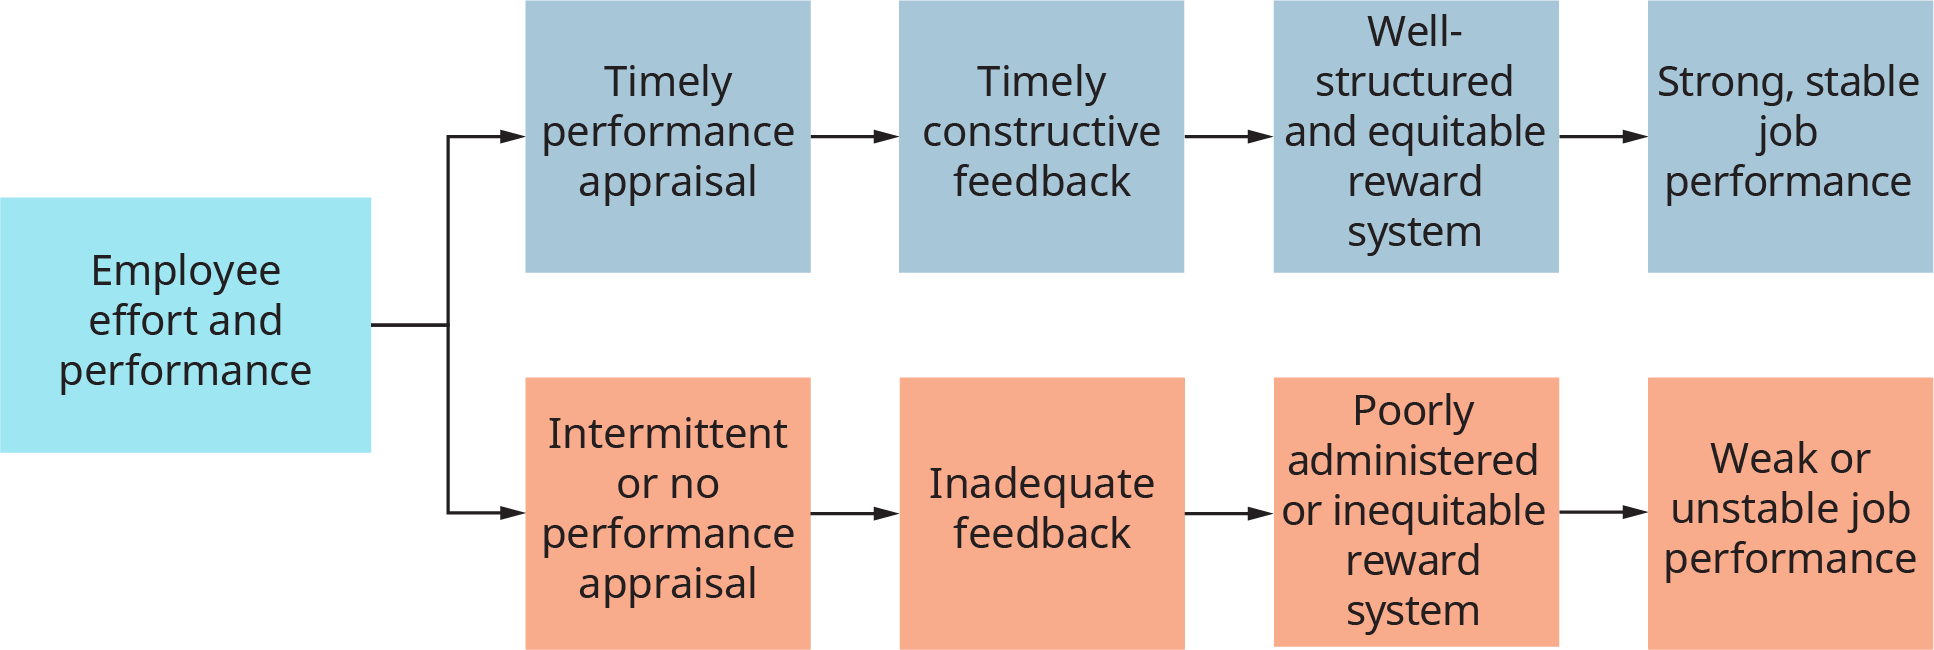 Employee
effort and
performance
Timely
performance
appraisal
Timely
constructive
feedback
Well-
structured
and equitable
reward
system
Strong, stable
job
performance
Intermittent
or no
performance
appraisal
Inadequate
feedback
Poorly
administered
or inequitable
reward
system
Weak or
unstable job
performance